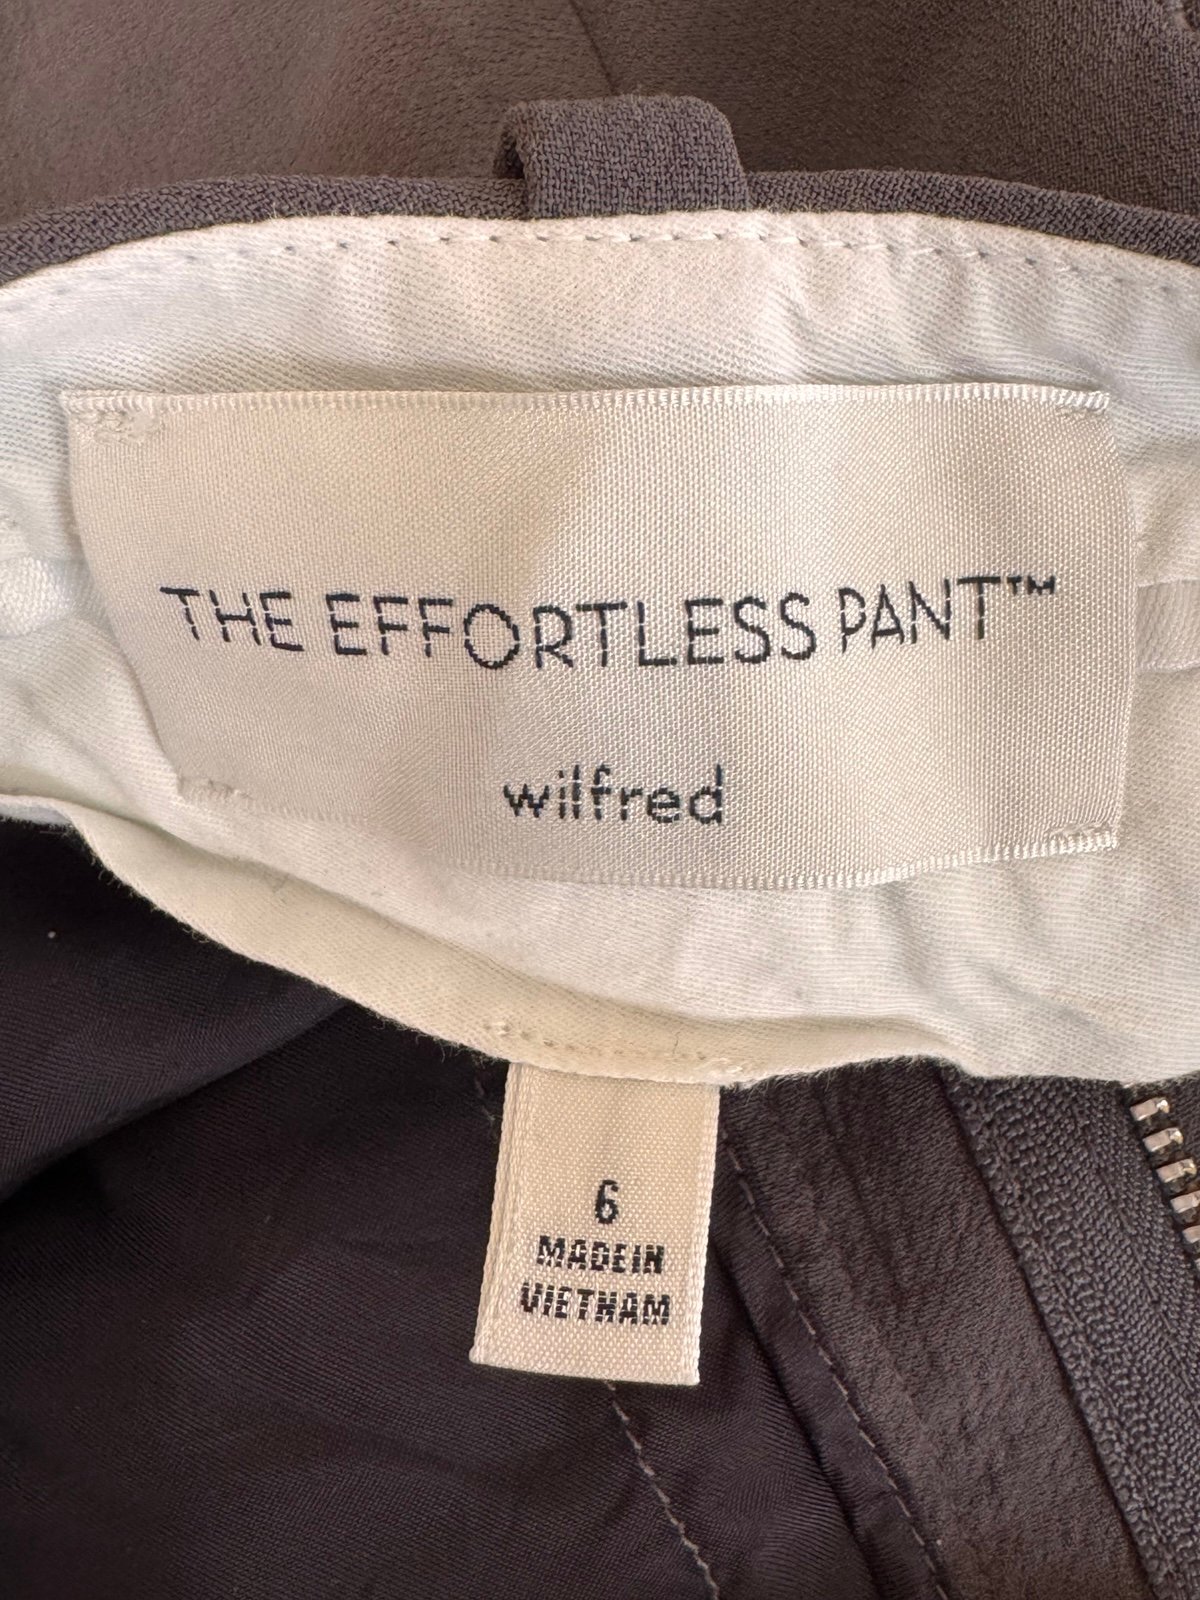 THE EFFORTLESS PANT™
wilfred
6
MADE IN
VIETNAM